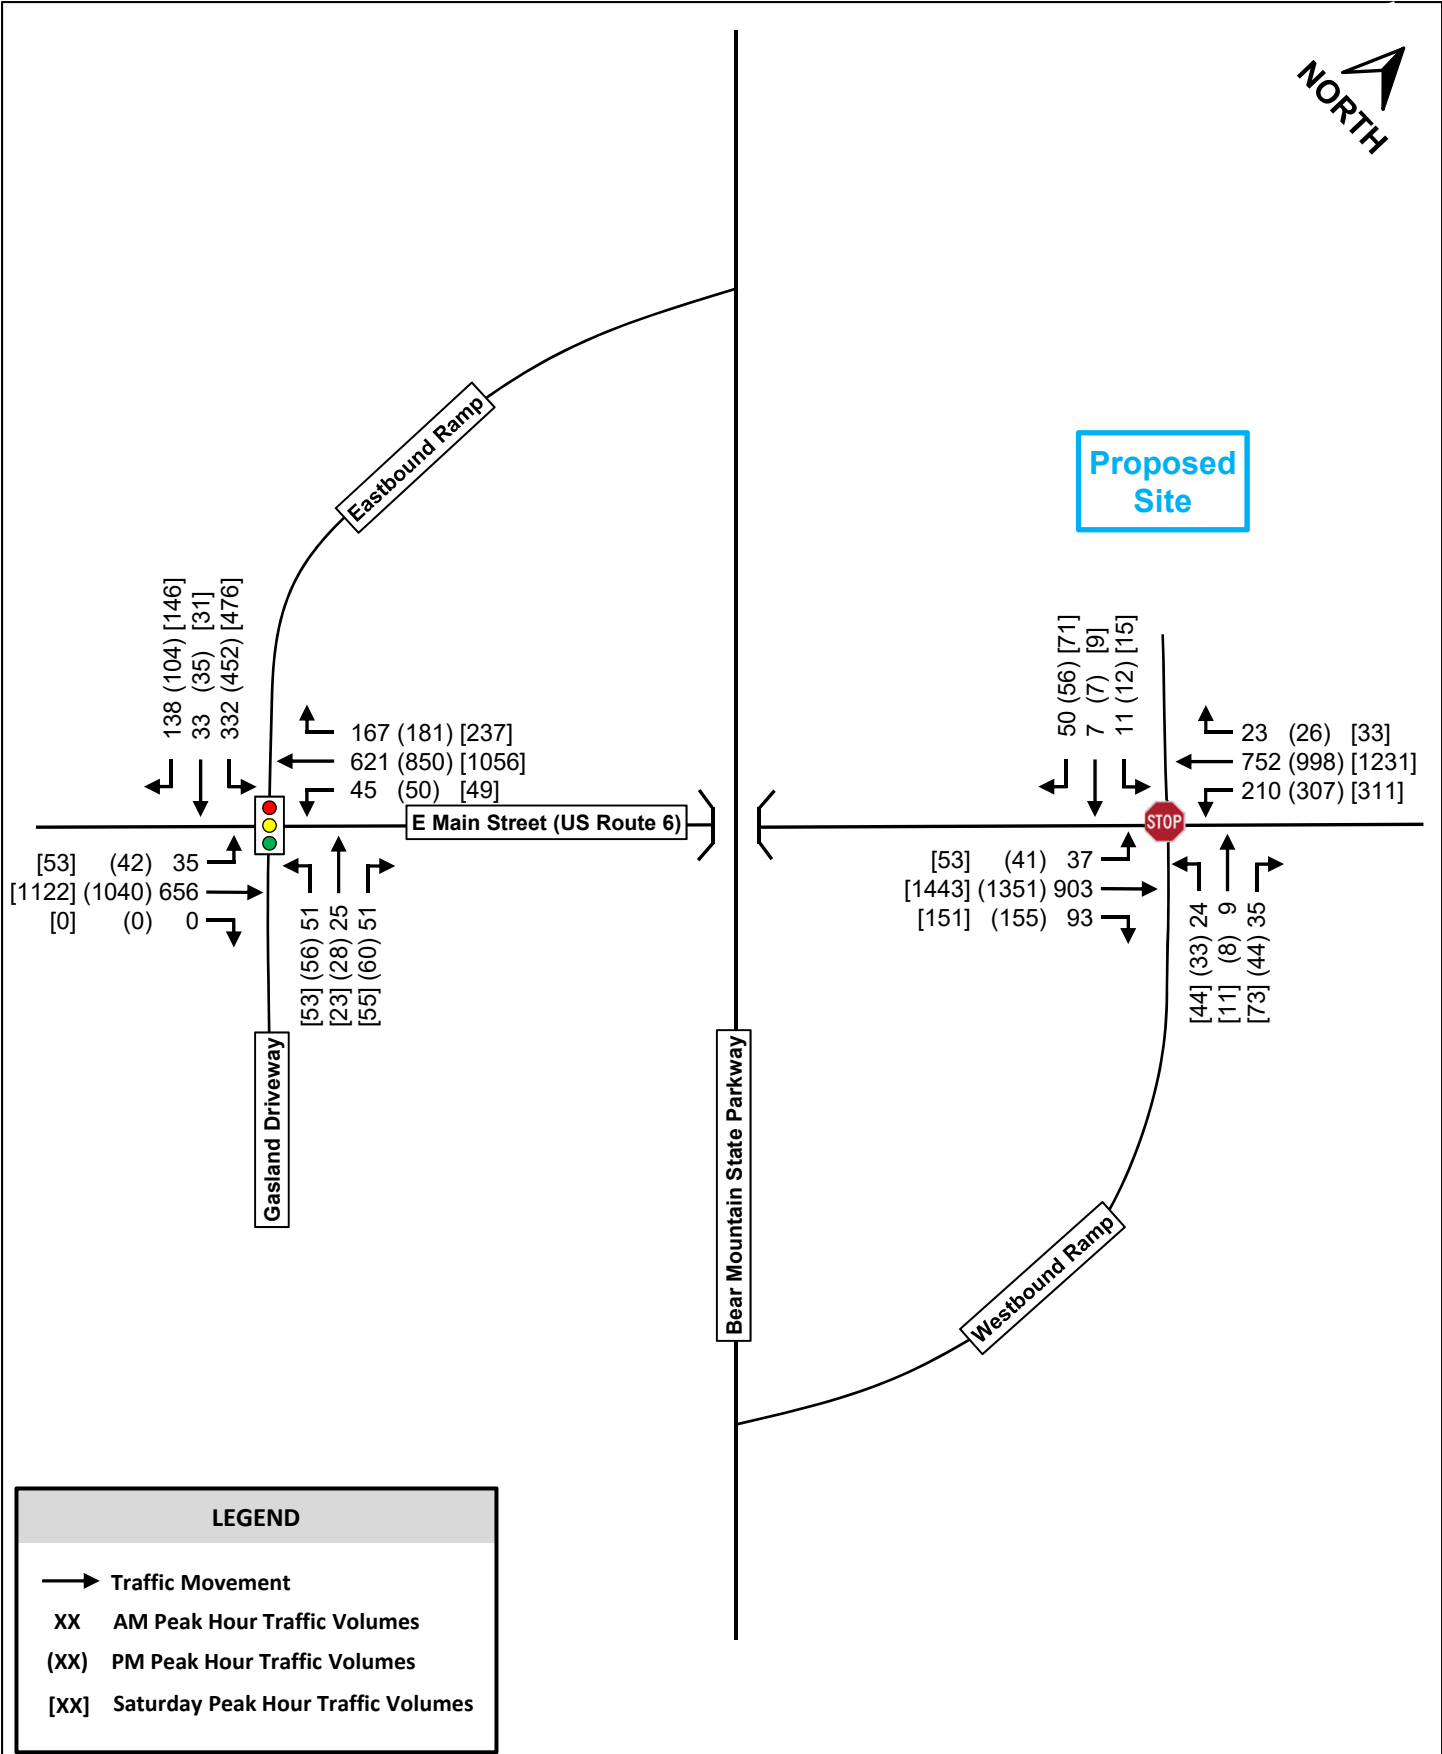 NORTH
Proposed
Site
Eastbound Ramp
138 (104) [146]
33 (35) [31]
332 (452) [476]
167 (181) [237]
621 (850) [1056]
45 (50) [49]
E Main Street (US Route 6)
[53] (42) 35
[1122] (1040) 656
[0] (0) 0
[53] (56) 51
[23] (28) 25
[55] (60) 51
Gasland Driveway
Bear Mountain State Parkway
50 (56) [71]
7 (7) [9]
11 (12) [15]
23 (26) [33]
752 (998) [1231]
210 (307) [311]
STOP
[53] (41) 37
[1443] (1351) 903
[151] (155) 93
[44] (33) 24
[11] (8) 9
[73] (44) 35
Westbound Ramp
LEGEND
Traffic Movement
XX AM Peak Hour Traffic Volumes
(XX) PM Peak Hour Traffic Volumes
[XX] Saturday Peak Hour Traffic Volumes